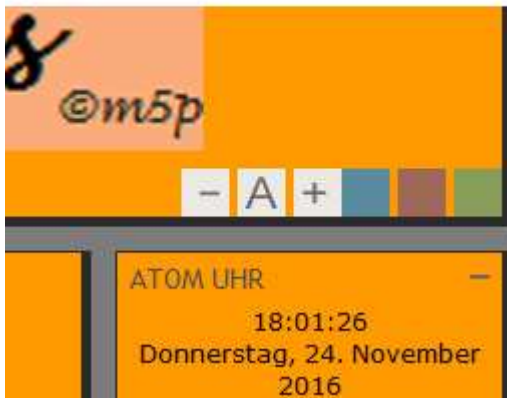 s
©m5p
- A +
ATOM UHR -
18:01:26
Donnerstag, 24. November
2016